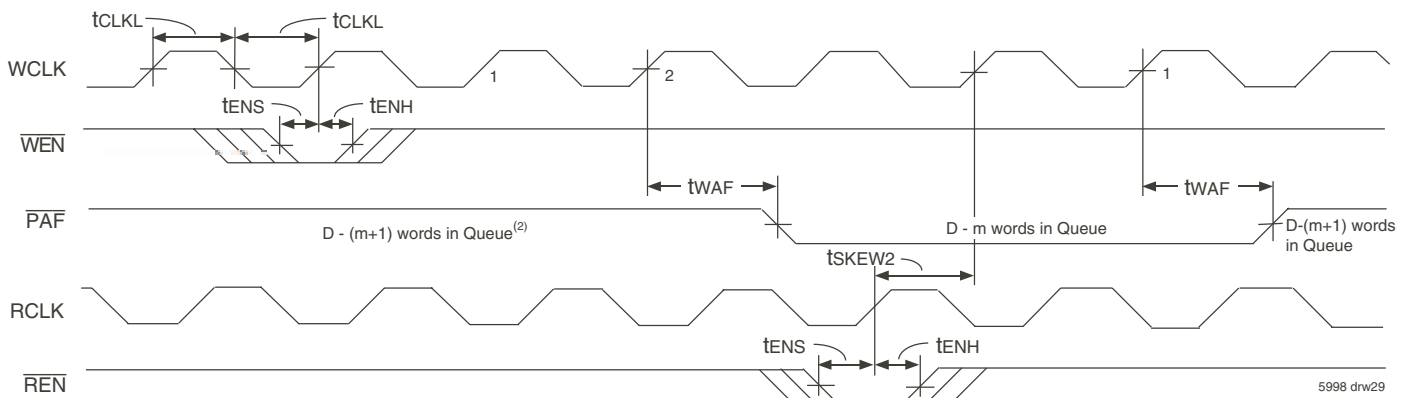 tCLKL
tCLKL
WCLK
1
2
1
tENS
tENH
WEN
tWAF
tWAF
PAF
D - (m+1) words in Queue(2)
D - m words in Queue
D-(m+1) words
in Queue
tSKEW2
RCLK
tENS
tENH
REN
5998 drw29